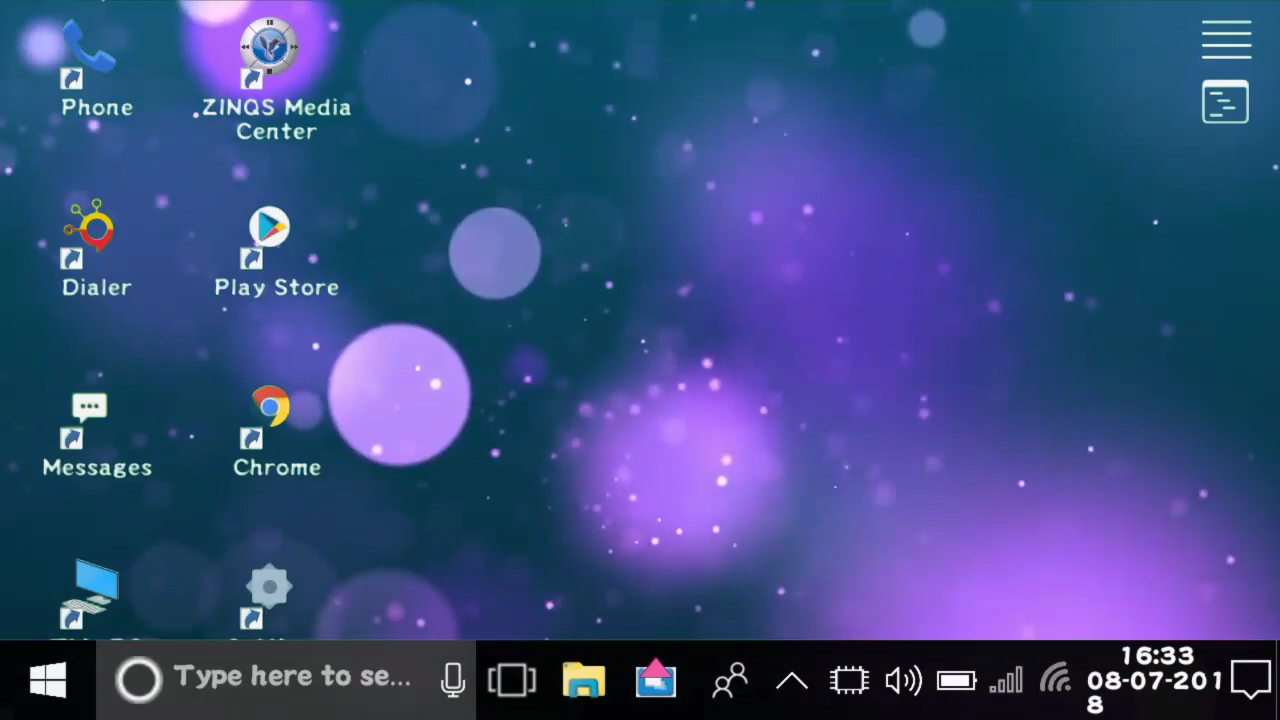 Phone
ZINQS Media
Center
Dialer
Play Store
Messages
Chrome
Type here to se...
16:33
08-07-201
8